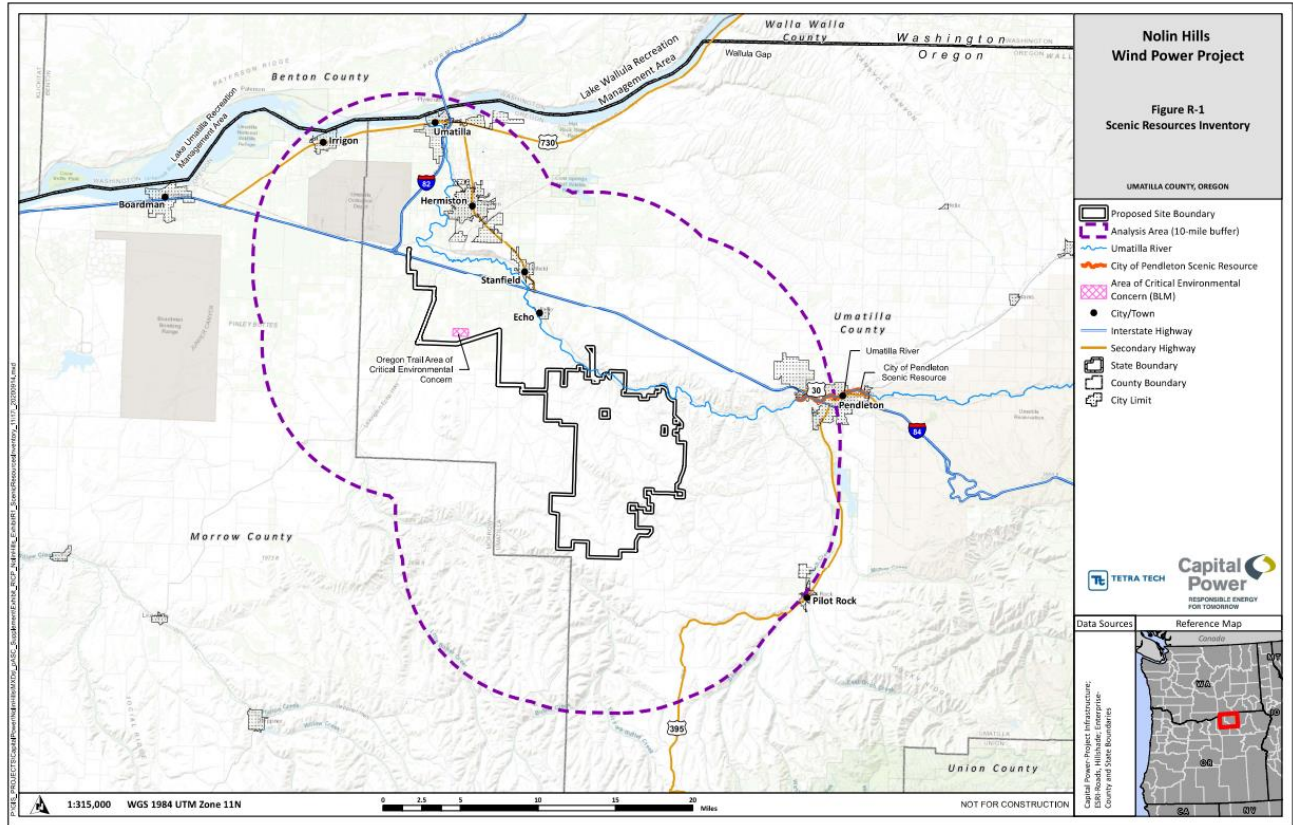 Nolin Hills
Wind Power Project
Figure R-1
Scenic Resources Inventory
UMATILLA COUNTY, OREGON
Proposed Site Boundary
Analysis Area (10-mile buffer)
Umatilla River
City of Pendleton Scenic Resource
Area of Critical Environmental
Concern (BLM)
City/Town
Interstate Highway
Secondary Highway
State Boundary
County Boundary
City Limit
TETRA TECH
Capital
Power
RESPONSIBLE ENERGY
FOR TOMORROW
Data Sources
Reference Map
Capital Power-Project Infrastructure;
ESRI-Roads, Hillshade; Enterprise-
County and State Boundaries
Canada
WA
MT
ID
OR
CA
NV
Walla Walla
County
Washington
Oregon
Wallula Gap
Benton County
Lake Wallula Recreation
Management Area
Lake Umatilla Recreation
Management Area
Umatilla
Irrigon
730
82
Boardman
Hermiston
Stanfield
Echo
Oregon Trail Area of
Critical Environmental
Concern
Umatilla
County
Umatilla River
City of Pendleton
Scenic Resource
30
Pendleton
84
Morrow County
Pilot Rock
395
Union County
1:315,000 WGS 1984 UTM Zone 11N
0 2.5 5 10 15 20
Miles
NOT FOR CONSTRUCTION